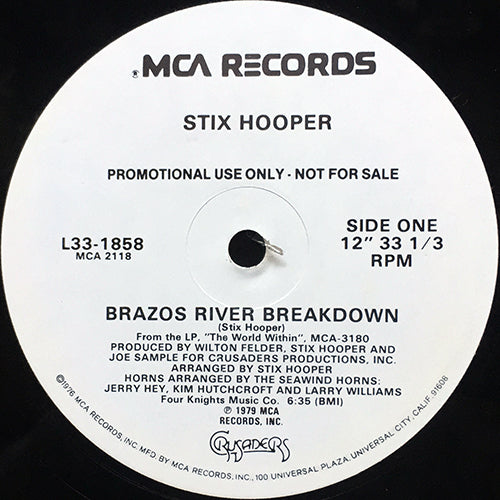 MCA RECORDS
STIX HOOPER
PROMOTIONAL USE ONLY - NOT FOR SALE
L33-1858
MCA 2118
SIDE ONE
12" 33 1/3
RPM
BRAZOS RIVER BREAKDOWN
(Stix Hooper)
From the LP, "The World Within", MCA-3180
PRODUCED BY WILTON FELDER, STIX HOOPER AND
JOE SAMPLE FOR CRUSADERS PRODUCTIONS, INC.
ARRANGED BY STIX HOOPER
HORNS ARRANGED BY THE SEAWIND HORNS:
JERRY HEY, KIM HUTCHCROFT AND LARRY WILLIAMS
Four Knights Music Co. 6:35 (BMI)
℗ 1979 MCA
RECORDS, INC.
CRUSADERS
©1976 MCA RECORDS, INC. MFD. BY MCA RECORDS, INC., 100 UNIVERSAL PLAZA, UNIVERSAL CITY, CALIF. 91608